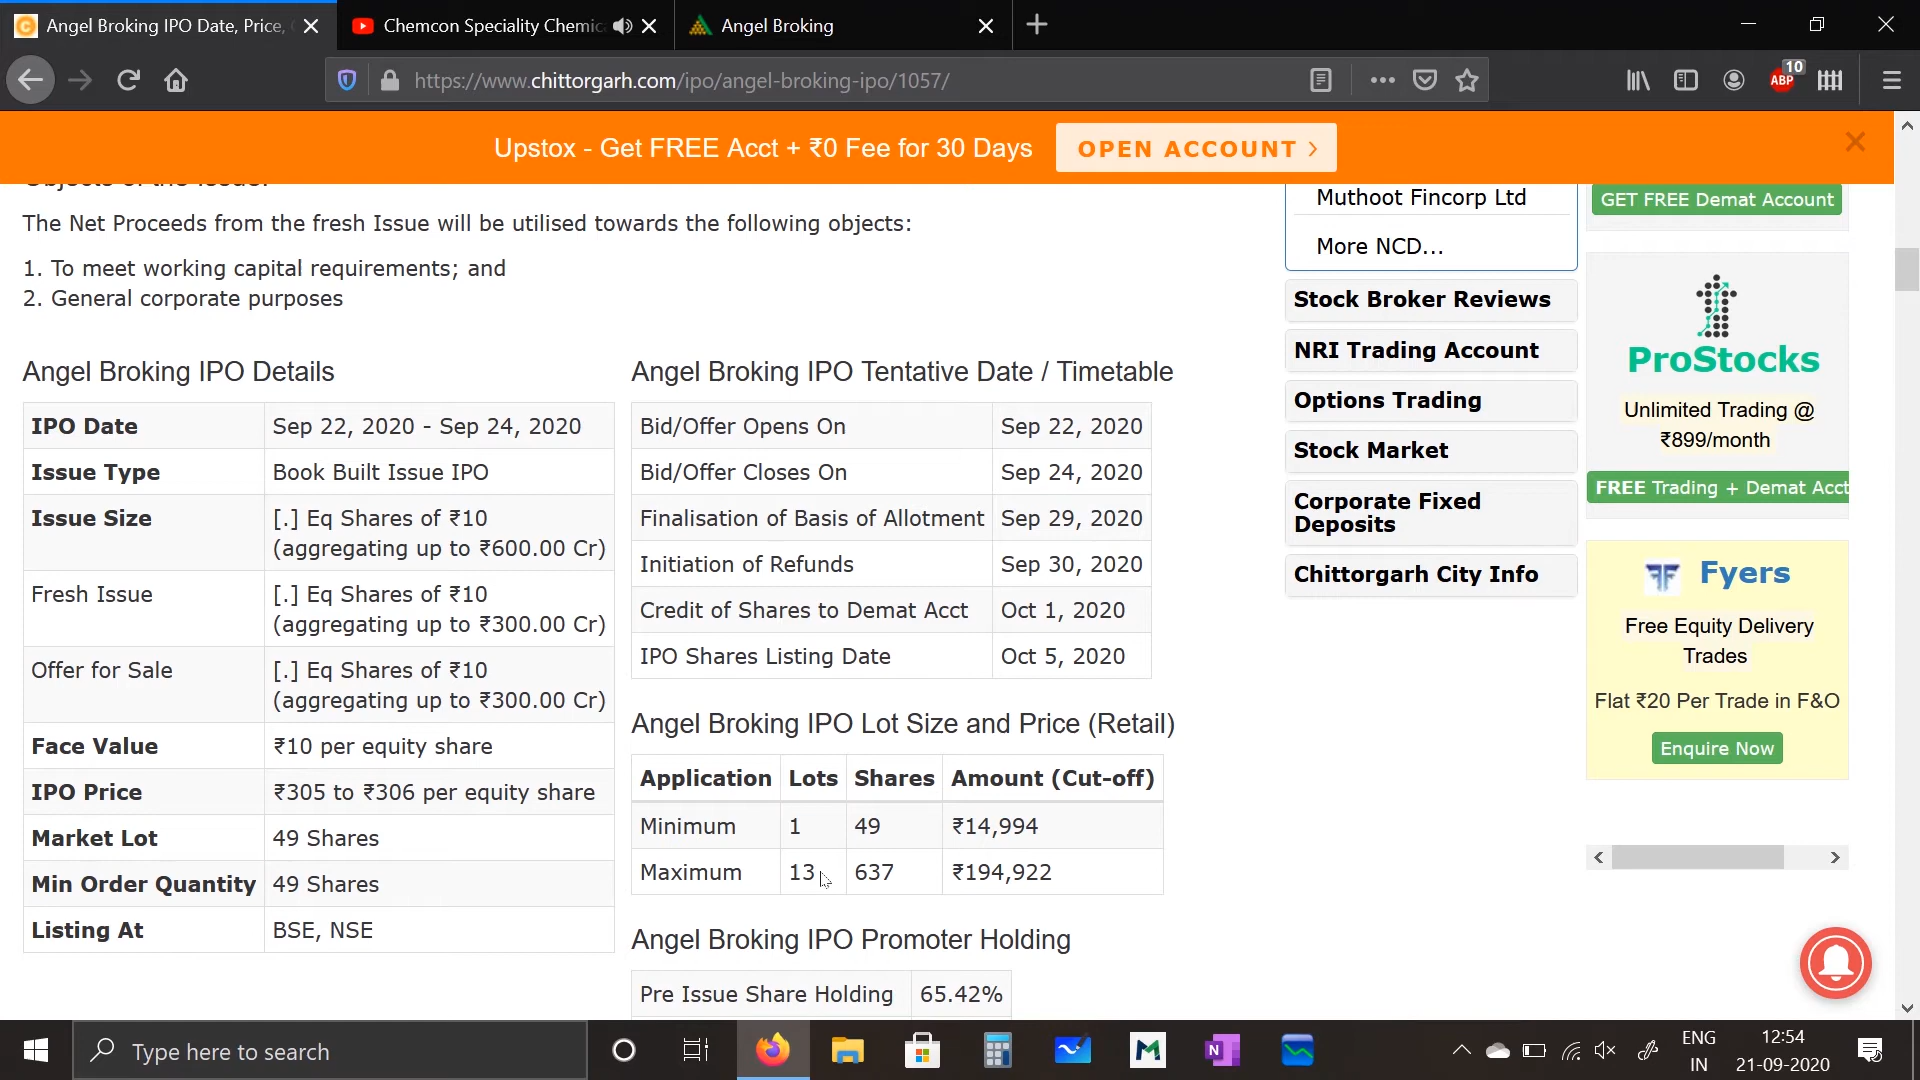 Angel Broking IPO Date, Price,
Chemcon Speciality Chemic
Angel Broking
https://www.chittorgarh.com/ipo/angel-broking-ipo/1057/
ABP
10
Upstox - Get FREE Acct + ₹0 Fee for 30 Days
OPEN ACCOUNT >
Objects of the Issue:
The Net Proceeds from the fresh Issue will be utilised towards the following objects:
1. To meet working capital requirements; and
2. General corporate purposes
Angel Broking IPO Details
IPO Date Sep 22, 2020 - Sep 24, 2020
Issue Type Book Built Issue IPO
Issue Size [.] Eq Shares of ₹10
(aggregating up to ₹600.00 Cr)
Fresh Issue [.] Eq Shares of ₹10
(aggregating up to ₹300.00 Cr)
Offer for Sale [.] Eq Shares of ₹10
(aggregating up to ₹300.00 Cr)
Face Value ₹10 per equity share
IPO Price ₹305 to ₹306 per equity share
Market Lot 49 Shares
Min Order Quantity 49 Shares
Listing At BSE, NSE
Angel Broking IPO Tentative Date / Timetable
Bid/Offer Opens On Sep 22, 2020
Bid/Offer Closes On Sep 24, 2020
Finalisation of Basis of Allotment Sep 29, 2020
Initiation of Refunds Sep 30, 2020
Credit of Shares to Demat Acct Oct 1, 2020
IPO Shares Listing Date Oct 5, 2020
Angel Broking IPO Lot Size and Price (Retail)
Application Lots Shares Amount (Cut-off)
Minimum 1 49 ₹14,994
Maximum 13 637 ₹194,922
Angel Broking IPO Promoter Holding
Pre Issue Share Holding 65.42%
Muthoot Fincorp Ltd
More NCD...
Stock Broker Reviews
NRI Trading Account
Options Trading
Stock Market
Corporate Fixed
Deposits
Chittorgarh City Info
GET FREE Demat Account
ProStocks
Unlimited Trading @
₹899/month
FREE Trading + Demat Acct
Fyers
Free Equity Delivery
Trades
Flat ₹20 Per Trade in F&O
Enquire Now
Type here to search
ENG
IN
12:54
21-09-2020